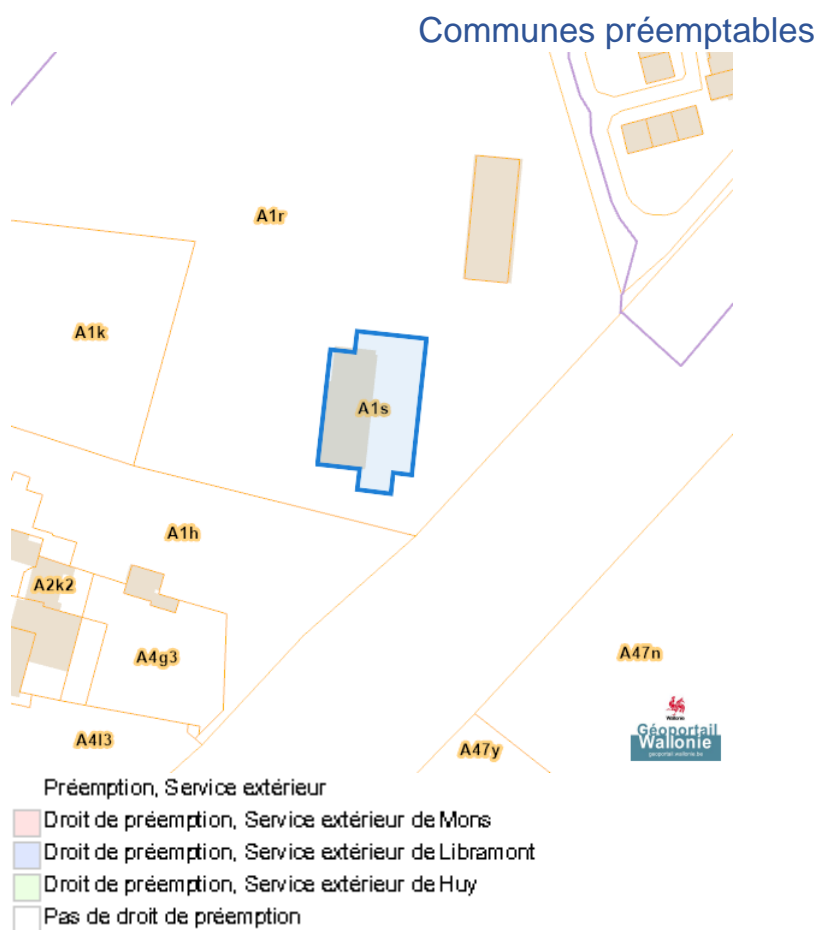 Communes préemptables
A1r
A1k
A1s
A1h
A2k2
A4g3
A47n
A4l3
A47y
Wallonie
Géoportail
Wallonie
geoportail.wallonie.be
Préemption, Service extérieur
Droit de préemption, Service extérieur de Mons
Droit de préemption, Service extérieur de Libramont
Droit de préemption, Service extérieur de Huy
Pas de droit de préemption